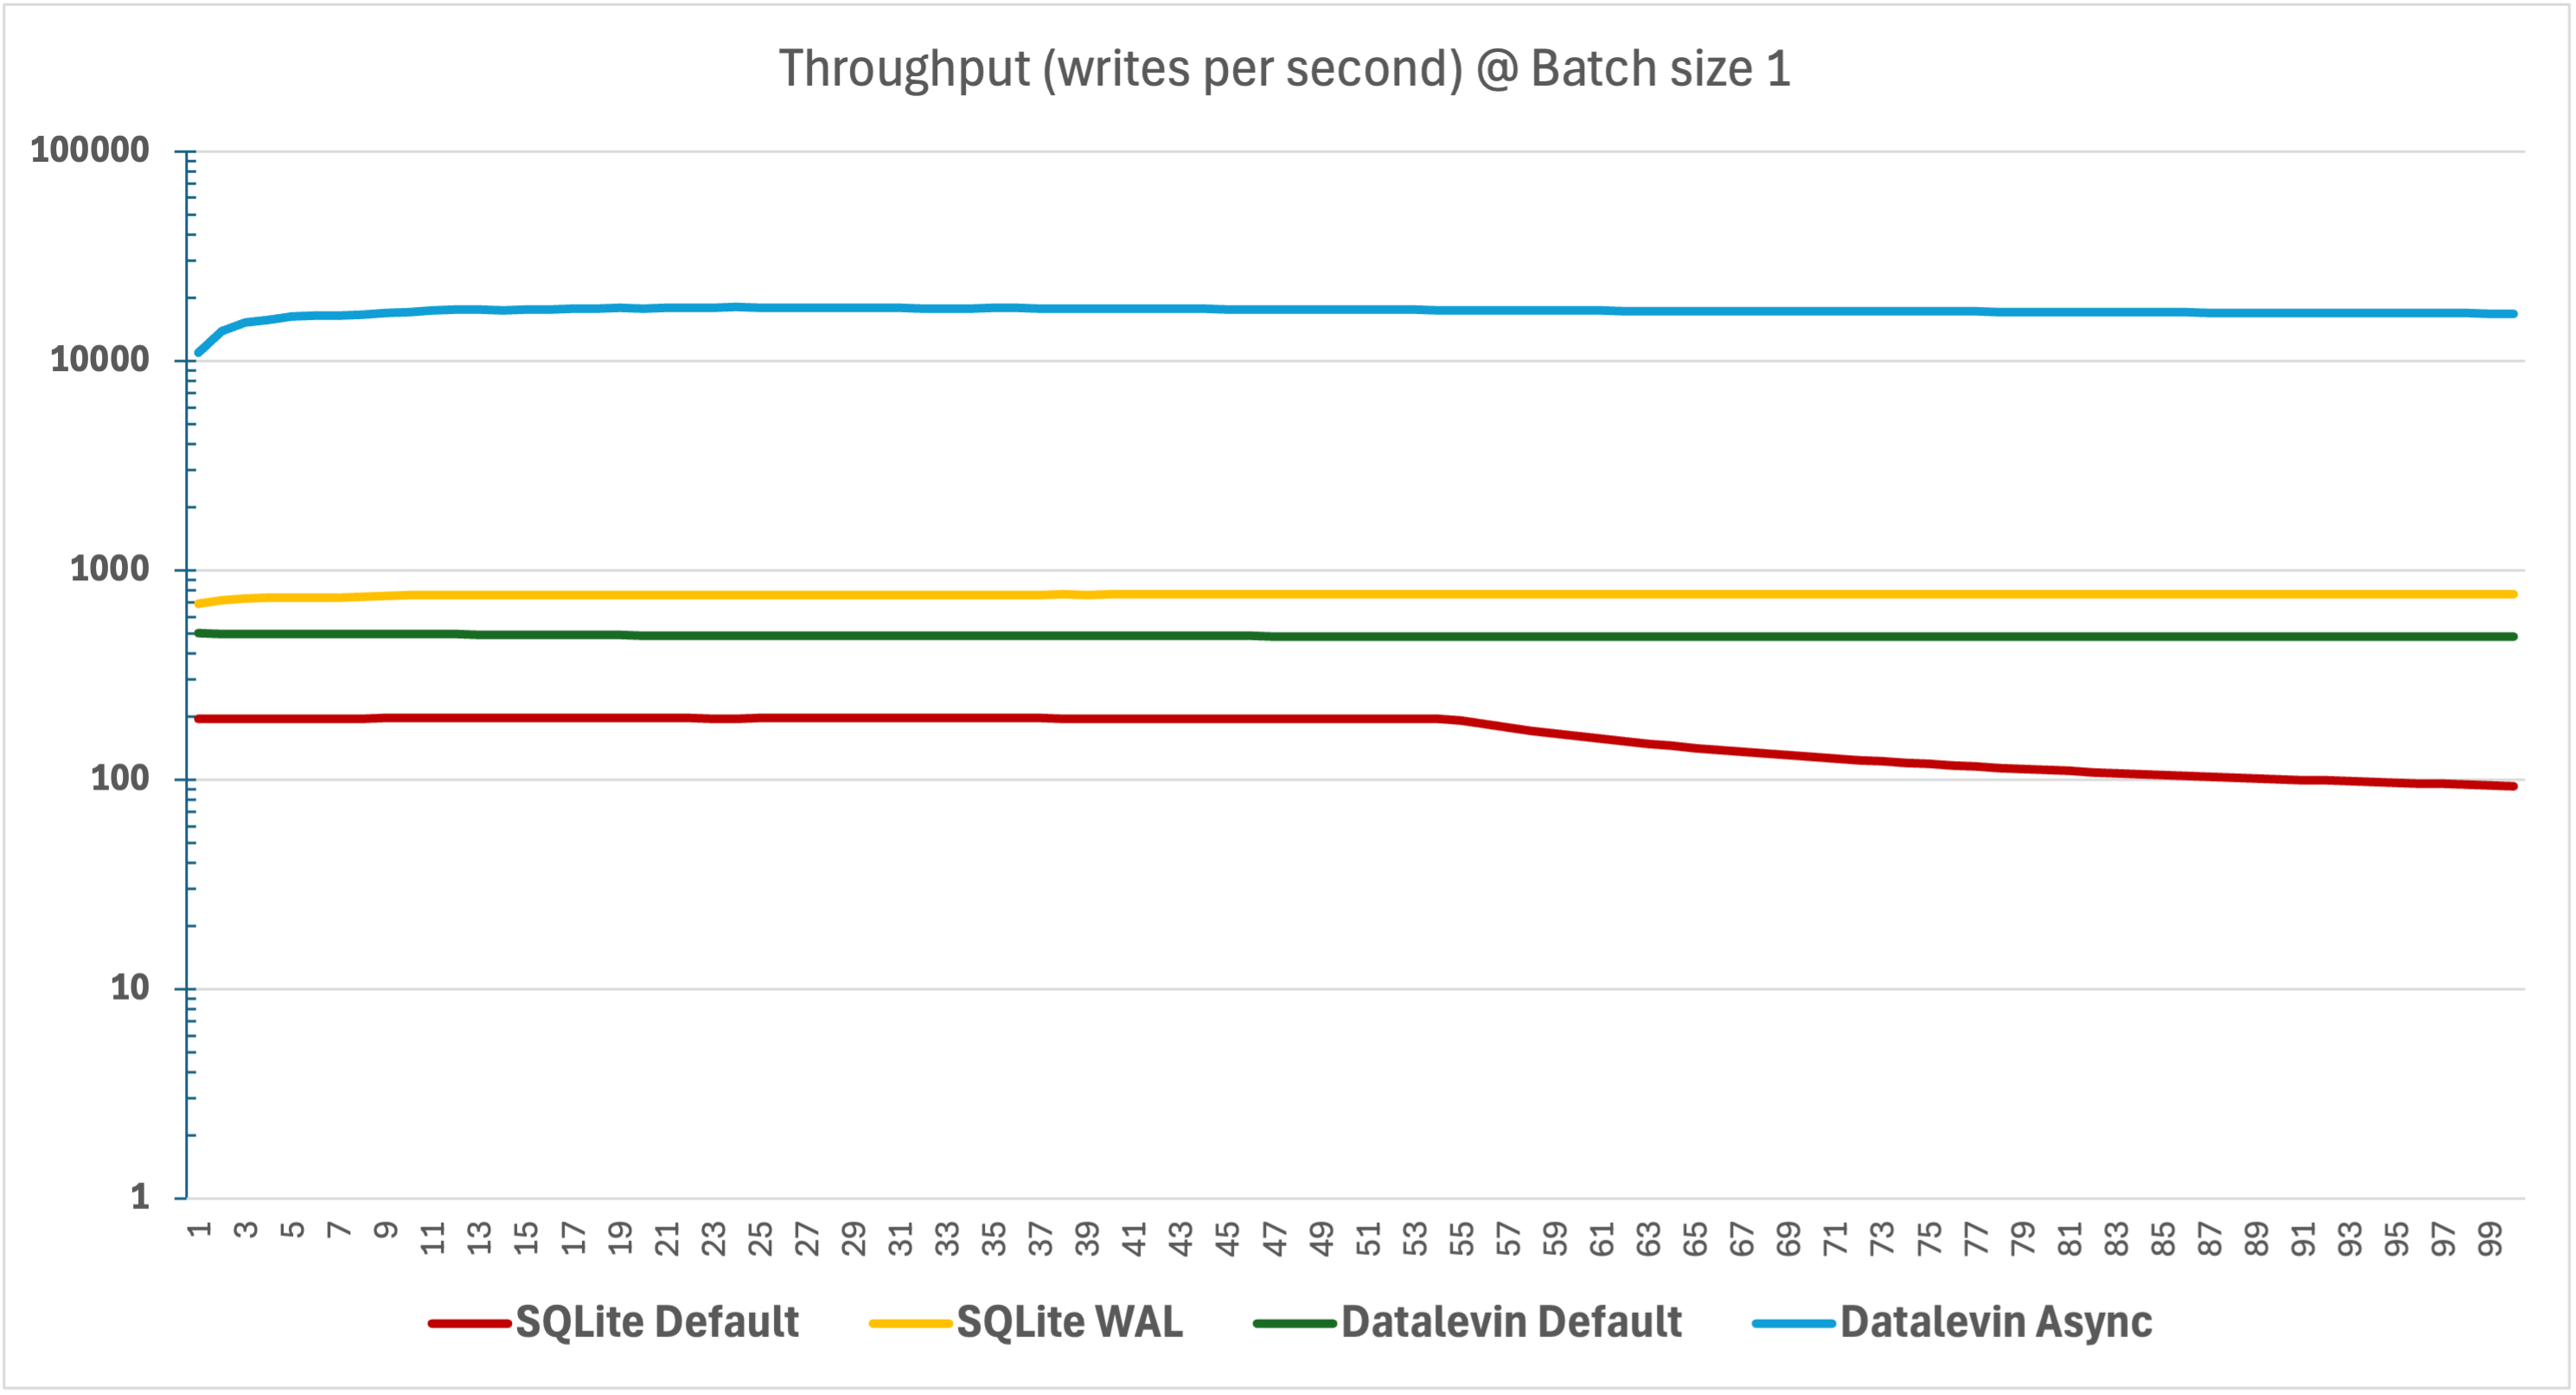 Throughput (writes per second) @ Batch size 1
100000
10000
1000
100
10
1
1 3 5 7 9 11 13 15 17 19 21 23 25 27 29 31 33 35 37 39 41 43 45 47 49 51 53 55 57 59 61 63 65 67 69 71 73 75 77 79 81 83 85 87 89 91 93 95 97 99
SQLite Default SQLite WAL Datalevin Default Datalevin Async